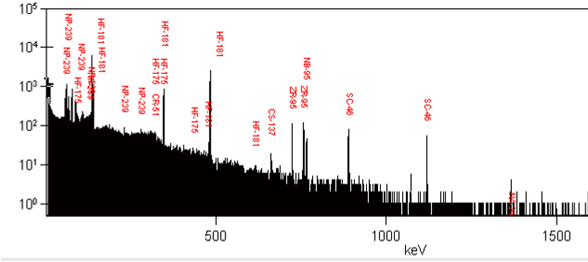 10⁵
10⁴
10³
10²
10¹
10⁰
NP-239
NP-239
NP-239
HF-175
NP-239
HF-181
HF-181
NP-239
NP-239
CR-51
HF-175
HF-175
HF-181
HF-175
HF-181
HF-181
HF-181
CS-137
ZR-95
ZR-95
NB-95
SC-46
SC-46
500
1000
1500
keV